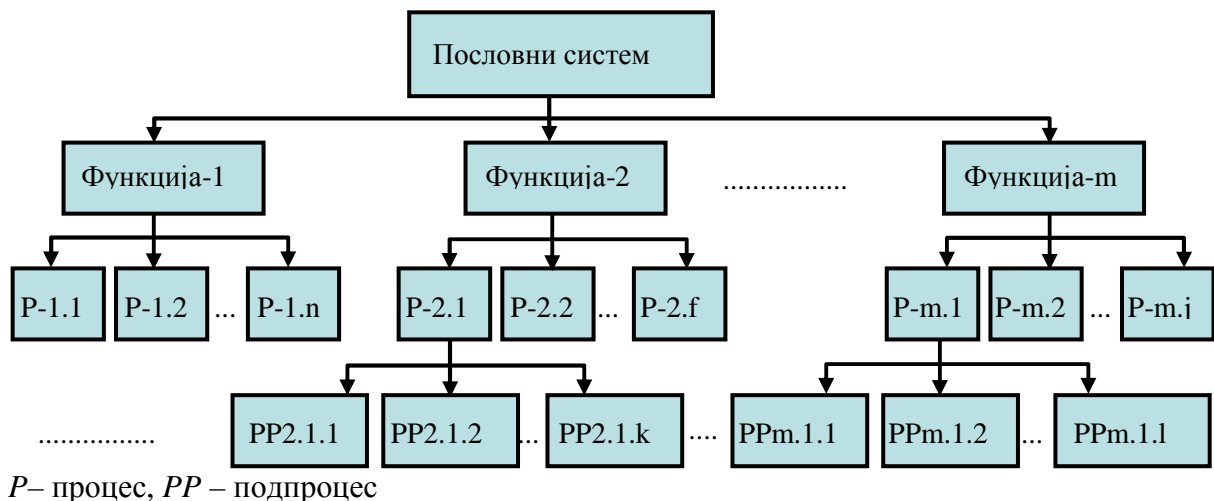 Пословни систем
Функција-1 Функција-2 ................. Функција-m
P-1.1 P-1.2 ... P-1.n P-2.1 P-2.2 ... P-2.f P-m.1 P-m.2 ... P-m.j
................ PP2.1.1 PP2.1.2 ... PP2.1.k .... PPm.1.1 PPm.1.2 ... PPm.1.l
P– процес, PP – подпроцес